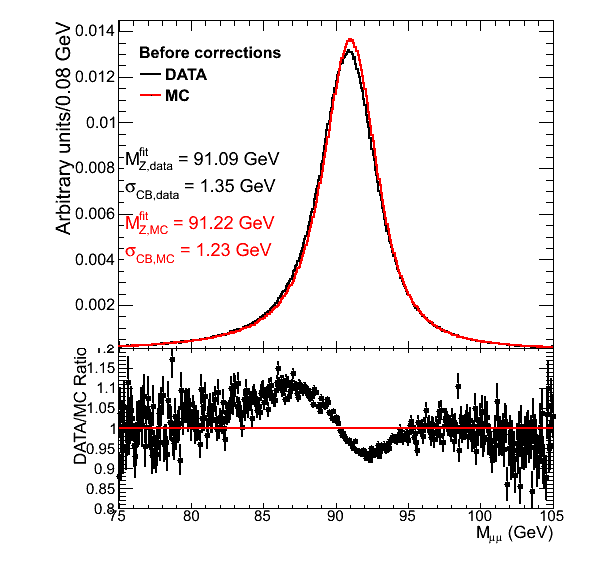 Arbitrary units/0.08 GeV
0.014
0.012
0.01
0.008
0.006
0.004
0.002
Before corrections
DATA
MC
M^fit_Z,data = 91.09 GeV
σ_CB,data = 1.35 GeV
M^fit_Z,MC = 91.22 GeV
σ_CB,MC = 1.23 GeV
DATA/MC Ratio
1.2
1.15
1.1
1.05
1
0.95
0.9
0.85
0.8
75 80 85 90 95 100 105
M_μμ (GeV)